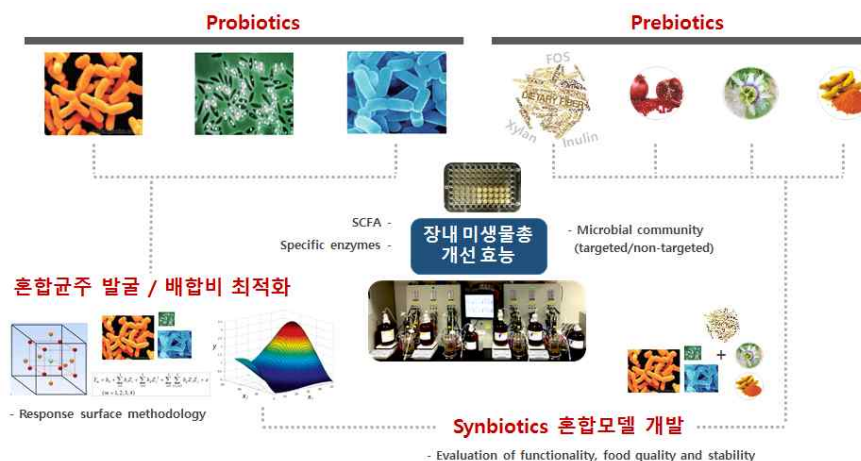 Probiotics
Prebiotics
FOS
DETARY FIBER
Xylan
Inulin
SCFA -
Specific enzymes -
장내 미생물총
개선 효능
- Microbial community
(targeted/non-targeted)
혼합균주 발굴 / 배합비 최적화
- Response surface methodology
Synbiotics 혼합모델 개발
- Evaluation of functionality, food quality and stability